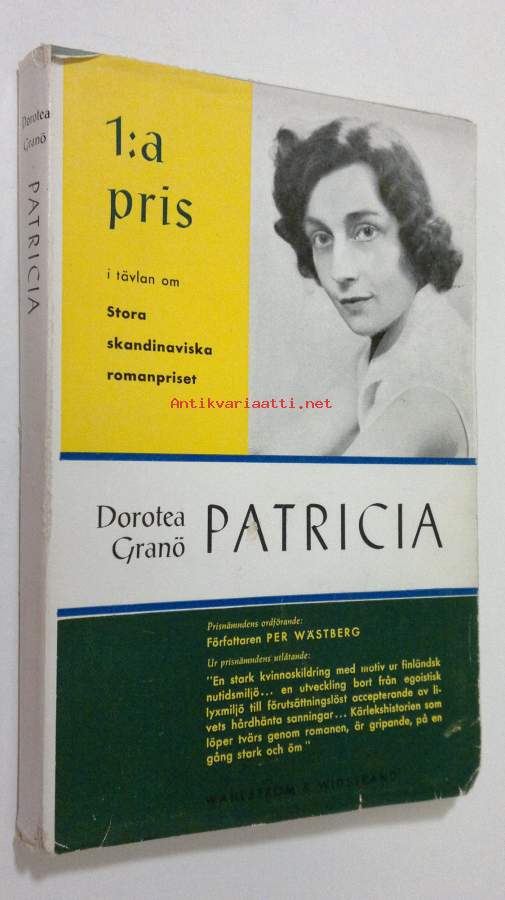 Dorotea
Granö
PATRICIA
1:a
pris
i tävlan om
Stora
skandinaviska
romanpriset
Antikvariaatti.net
Dorotea
Granö
PATRICIA
Prisnämndens ordförande:
Författaren PER WÄSTBERG
Ur prisnämndens utlåtande:
"En stark kvinnoskildring med motiv ur finländsk
nutidsmiljö... en utveckling bort från egoistisk
lyxmiljö till förutsättningslöst accepterande av li-
vets hårdhänta sanningar... Kärlekshistorien som
löper tvärs genom romanen, är gripande, på en
gång stark och öm"
WAHLSTRÖM & WIDSTRAND